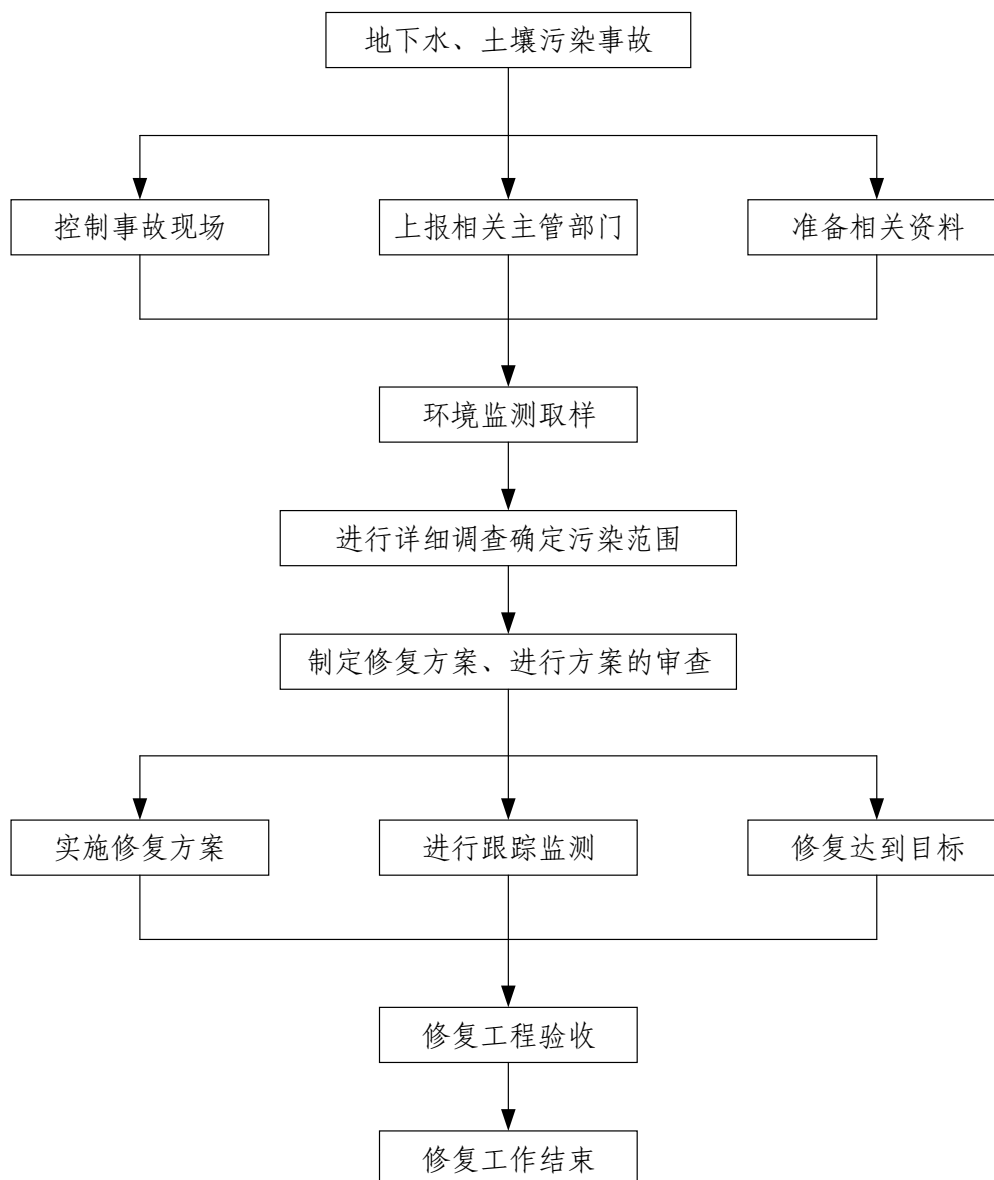 地下水、土壤污染事故
控制事故现场
上报相关主管部门
准备相关资料
环境监测取样
进行详细调查确定污染范围
制定修复方案、进行方案的审查
实施修复方案
进行跟踪监测
修复达到目标
修复工程验收
修复工作结束